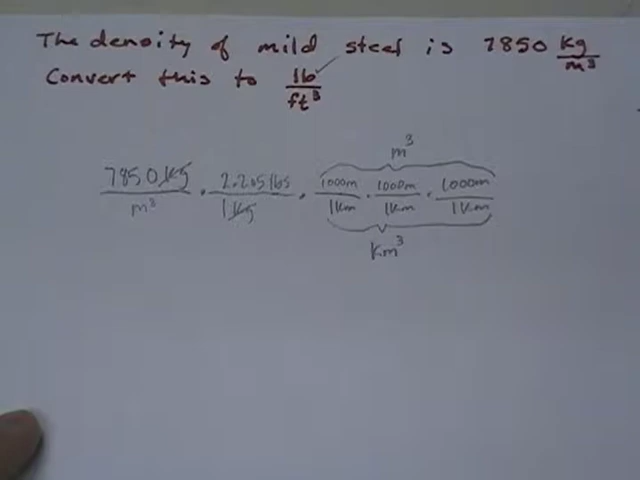 The density of mild steel is 7850 kg/m³
Convert this to lb/ft³
m³
7850 kg/m³ · 2.205 lbs/1 kg · 1000m/1km · 1000m/1km · 1000m/1km
km³